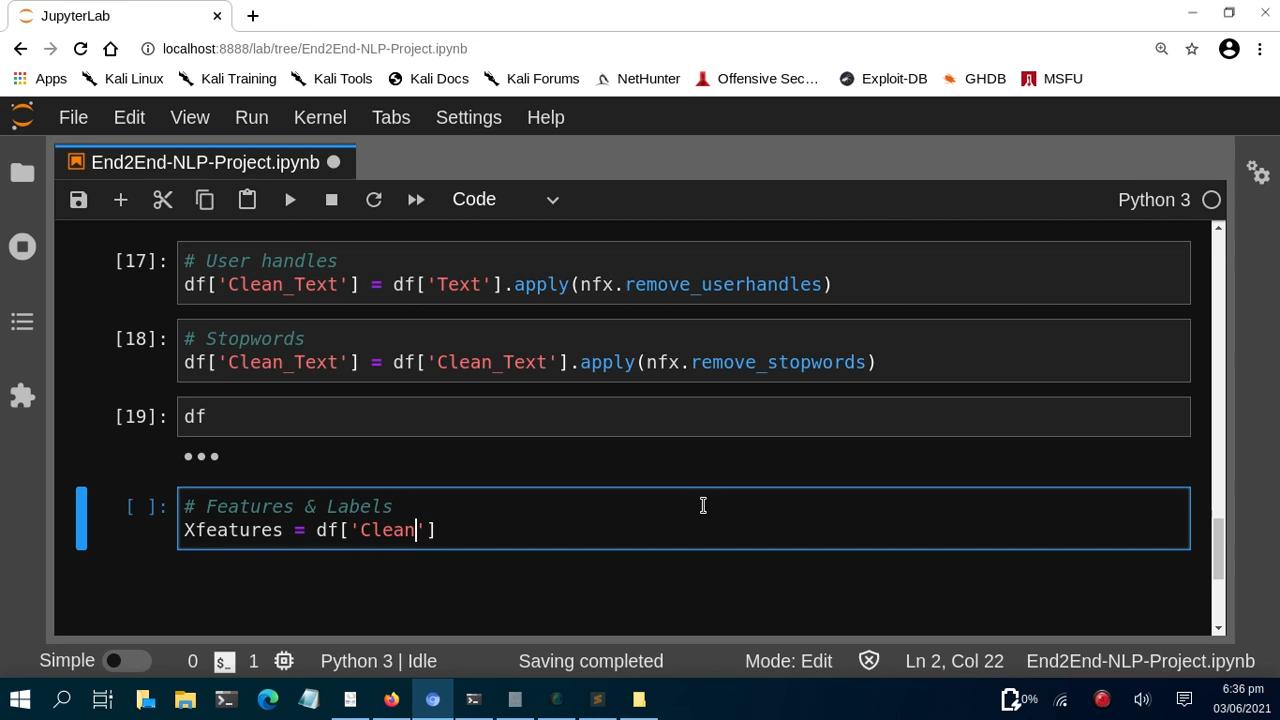 JupyterLab
localhost:8888/lab/tree/End2End-NLP-Project.ipynb
Apps Kali Linux Kali Training Kali Tools Kali Docs Kali Forums NetHunter Offensive Sec... Exploit-DB GHDB MSFU
File Edit View Run Kernel Tabs Settings Help
End2End-NLP-Project.ipynb
Code Python 3
[17]: # User handles
df['Clean_Text'] = df['Text'].apply(nfx.remove_userhandles)
[18]: # Stopwords
df['Clean_Text'] = df['Clean_Text'].apply(nfx.remove_stopwords)
[19]: df
[ ]: # Features & Labels
Xfeatures = df['Clean']
Simple 0 $_ 1 Python 3 | Idle Saving completed Mode: Edit Ln 2, Col 22 End2End-NLP-Project.ipynb
0% 6:36 pm
03/06/2021